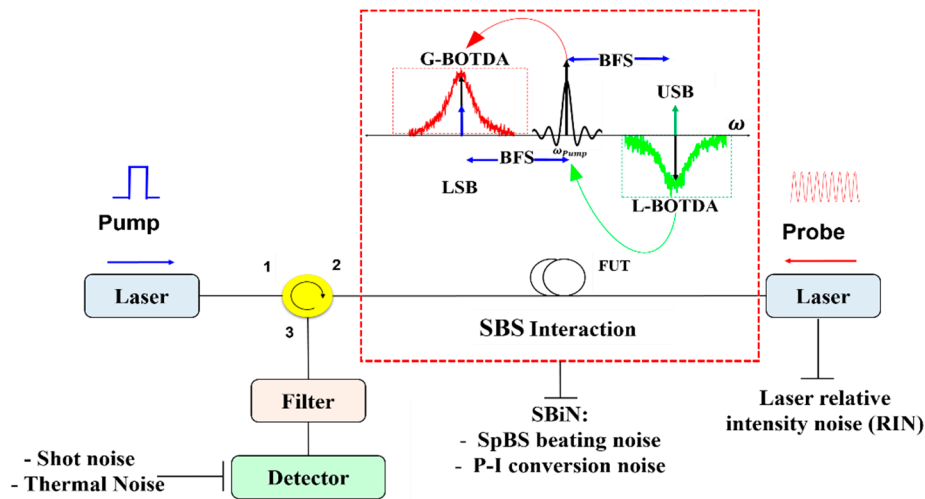 G-BOTDA
BFS
USB
ω
ω_Pump
BFS
LSB
L-BOTDA
Pump
Probe
1
2
FUT
Laser
Laser
3
SBS Interaction
Filter
SBiN:
- SpBS beating noise
- P-I conversion noise
Laser relative
intensity noise (RIN)
- Shot noise
- Thermal Noise
Detector